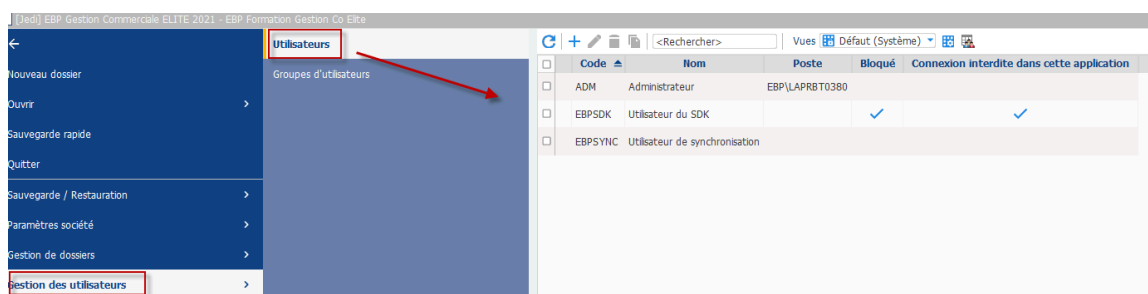 [Jedi] EBP Gestion Commerciale ELITE 2021 - EBP Formation Gestion Co Elite
Nouveau dossier
Ouvrir
Sauvegarde rapide
Quitter
Sauvegarde / Restauration
Paramètres société
Gestion de dossiers
Gestion des utilisateurs
Utilisateurs
Groupes d'utilisateurs
<Rechercher> Vues Défaut (Système)
Code Nom Poste Bloqué Connexion interdite dans cette application
ADM Administrateur EBP\LAPRBT0380
EBPSDK Utilisateur du SDK
EBPSYNC Utilisateur de synchronisation